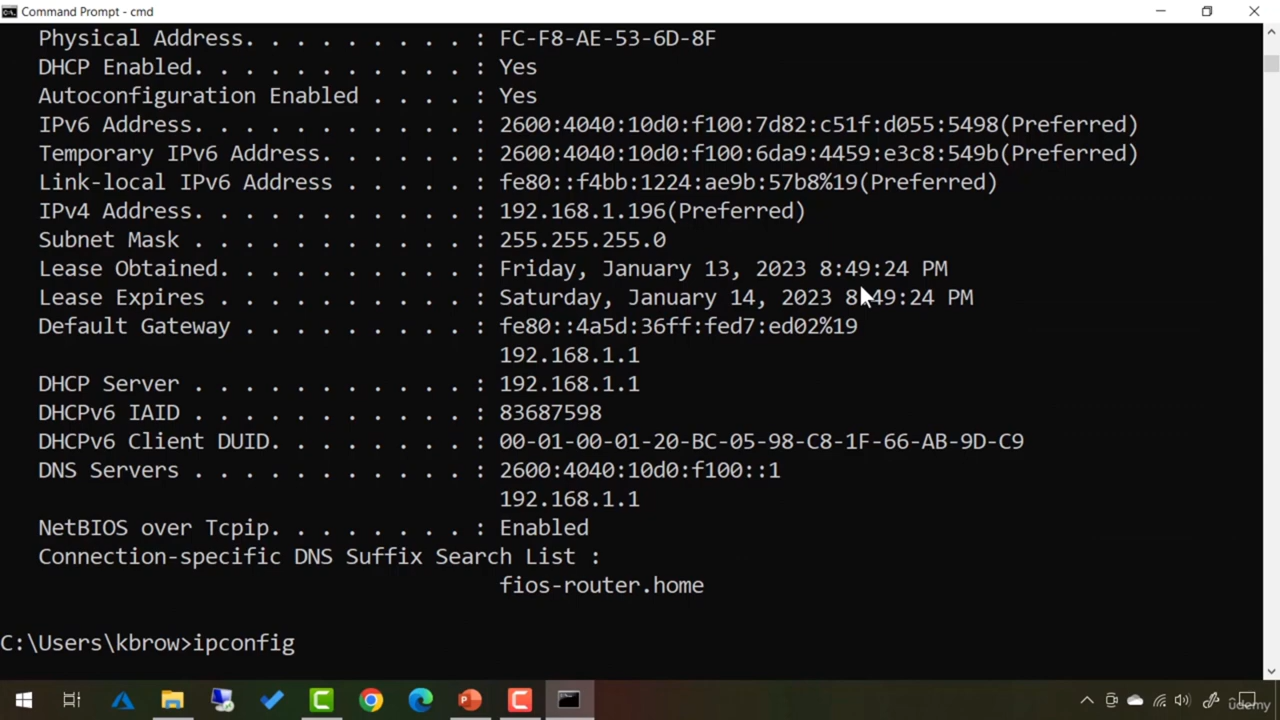 Command Prompt - cmd
Physical Address. . . . . . . . . : FC-F8-AE-53-6D-8F
DHCP Enabled. . . . . . . . . . . : Yes
Autoconfiguration Enabled . . . . : Yes
IPv6 Address. . . . . . . . . . . : 2600:4040:10d0:f100:7d82:c51f:d055:5498(Preferred)
Temporary IPv6 Address. . . . . . : 2600:4040:10d0:f100:6da9:4459:e3c8:549b(Preferred)
Link-local IPv6 Address . . . . . : fe80::f4bb:1224:ae9b:57b8%19(Preferred)
IPv4 Address. . . . . . . . . . . : 192.168.1.196(Preferred)
Subnet Mask . . . . . . . . . . . : 255.255.255.0
Lease Obtained. . . . . . . . . . : Friday, January 13, 2023 8:49:24 PM
Lease Expires . . . . . . . . . . : Saturday, January 14, 2023 8:49:24 PM
Default Gateway . . . . . . . . . : fe80::4a5d:36ff:fed7:ed02%19
192.168.1.1
DHCP Server . . . . . . . . . . . : 192.168.1.1
DHCPv6 IAID . . . . . . . . . . . : 83687598
DHCPv6 Client DUID. . . . . . . . : 00-01-00-01-20-BC-05-98-C8-1F-66-AB-9D-C9
DNS Servers . . . . . . . . . . . : 2600:4040:10d0:f100::1
192.168.1.1
NetBIOS over Tcpip. . . . . . . . : Enabled
Connection-specific DNS Suffix Search List :
fios-router.home
C:\Users\kbrow>ipconfig
udemy